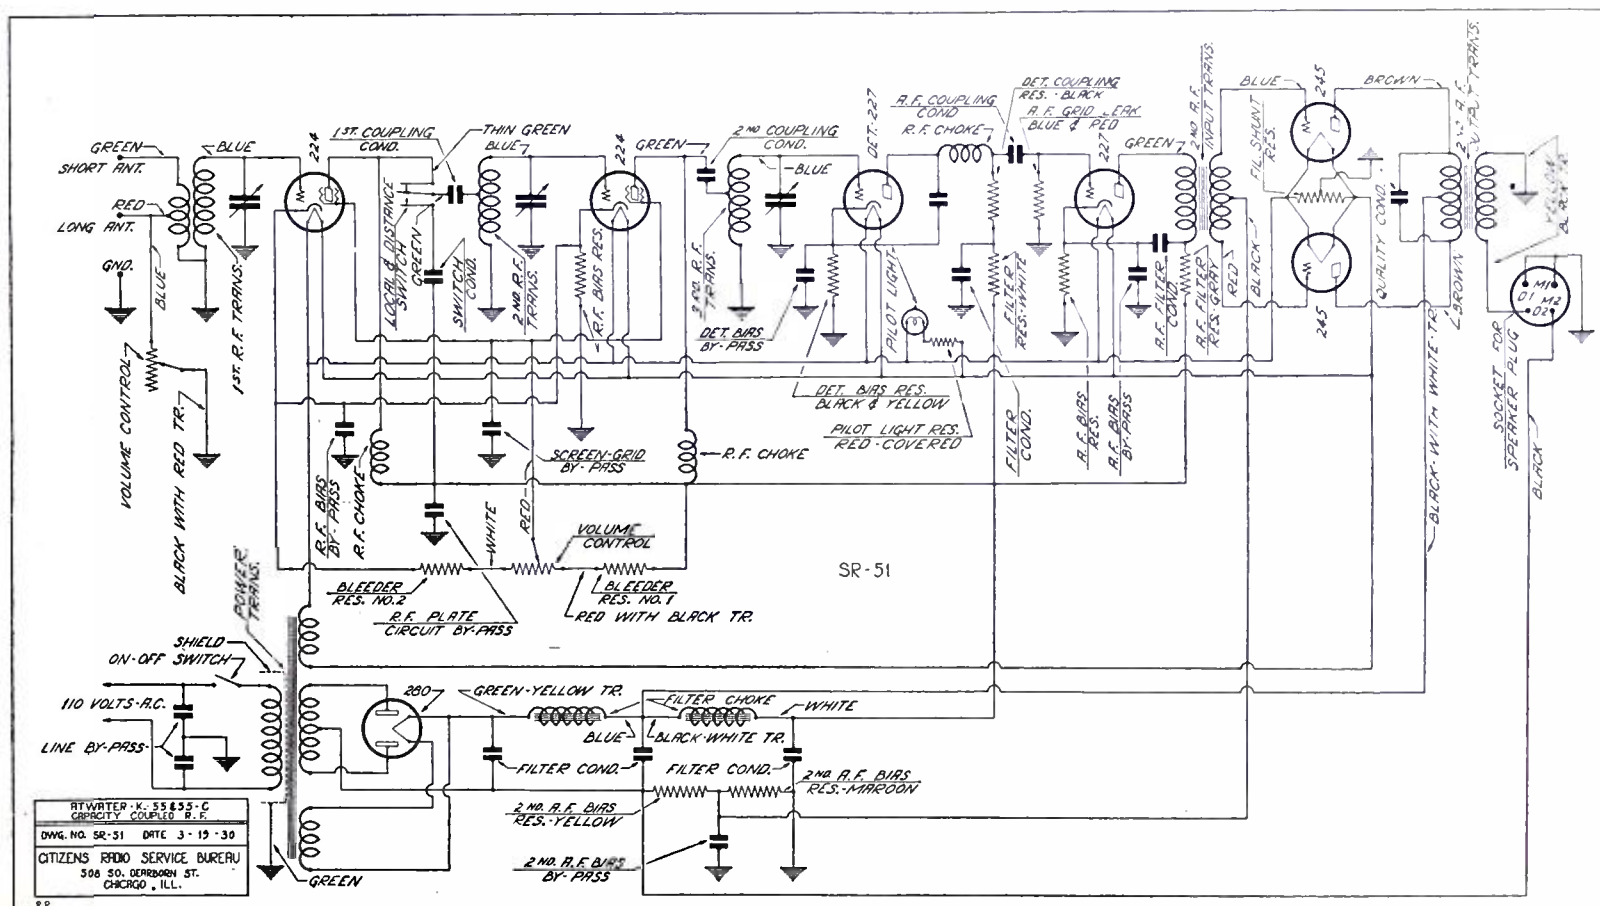 GREEN
SHORT ANT.
RED
LONG ANT.
GND.
BLUE
BLUE
1ST. R.F. TRANS.
VOLUME CONTROL
BLACK WITH RED TR.
224
1ST. COUPLING
COND.
THIN GREEN
LOCAL & DISTANCE
SWITCH
GREEN
SWITCH
COND.
BLUE
2ND. R.F.
TRANS.
224
R.F. BIAS RES.
GREEN
2ND COUPLING
COND.
BLUE
3RD. R.F.
TRANS.
DET. BIAS
BY-PASS
DET.-227
PILOT LIGHT
A.F. COUPLING
COND
R.F. CHOKE
DET. COUPLING
RES. - BLACK
A.F. GRID LEAK
BLUE & RED
FILTER
RES-WHITE
DET. BIAS RES.
BLACK & YELLOW
PILOT LIGHT RES.
RED-COVERED
FILTER
COND.
227
GREEN
A.F. BIAS
RES.
A.F. BIAS
BY-PASS
A.F. FILTER
COND.
A.F. FILTER
RES-GRAY
2ND A.F.
INPUT TRANS.
RED
BLACK
BLUE
FIL. SHUNT
RES.
245
245
BROWN
QUALITY COND.
BROWN
2ND A.F.
OUTPUT TRANS.
YELLOW
M1
D1 M2
D2
SOCKET FOR
SPEAKER PLUG
BLACK
BLACK-WITH WHITE-TR.
R.F. BIAS
BY-PASS
R.F. CHOKE
SCREEN-GRID
BY-PASS
R.F. CHOKE
WHITE
RED
VOLUME
CONTROL
BLEEDER
RES. NO.2
BLEEDER
RES. NO.1
R.F. PLATE
CIRCUIT BY-PASS
RED WITH BLACK TR.
SR-51
POWER
TRANS.
SHIELD
ON-OFF SWITCH
110 VOLTS-A.C.
LINE BY-PASS
GREEN
280
GREEN-YELLOW TR.
FILTER CHOKE
WHITE
BLUE
BLACK-WHITE TR.
FILTER COND.
FILTER COND.
2ND. A.F. BIAS
RES.-MAROON
2ND. A.F. BIAS
RES.-YELLOW
2ND. A.F. BIAS
BY-PASS
ATWATER-K-55&55-C
CAPACITY COUPLED R.F.
DWG. NO. SR-51 DATE 3-19-30
CITIZENS RADIO SERVICE BUREAU
508 SO. DEARBORN ST.
CHICAGO, ILL.